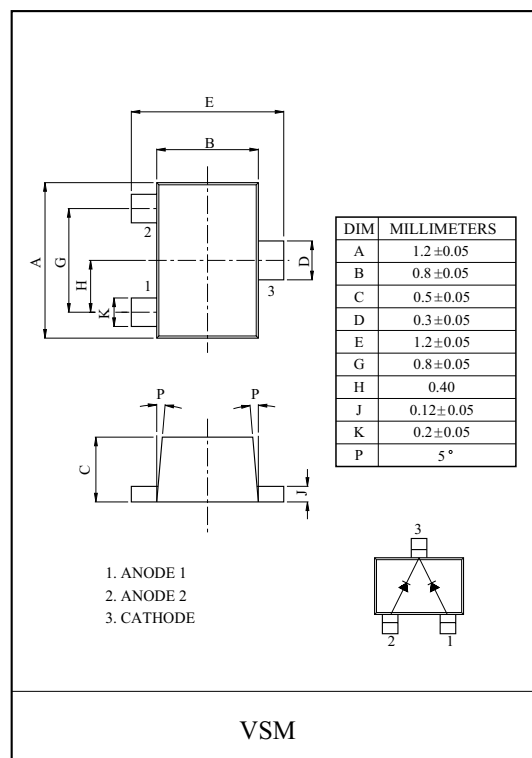 E
B
A
G
H
K
2
1
3
D
DIM MILLIMETERS
A 1.2±0.05
B 0.8±0.05
C 0.5±0.05
D 0.3±0.05
E 1.2±0.05
G 0.8±0.05
H 0.40
J 0.12±0.05
K 0.2±0.05
P 5°
P P
C
J
1. ANODE 1
2. ANODE 2
3. CATHODE
3
2 1
VSM